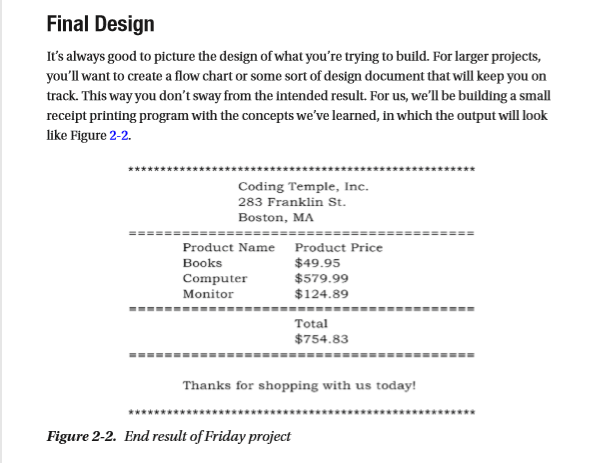 Final Design
It’s always good to picture the design of what you’re trying to build. For larger projects,
you’ll want to create a flow chart or some sort of design document that will keep you on
track. This way you don’t sway from the intended result. For us, we’ll be building a small
receipt printing program with the concepts we’ve learned, in which the output will look
like Figure 2-2.
******************************************************
Coding Temple, Inc.
283 Franklin St.
Boston, MA
==========================================
Product Name Product Price
Books $49.95
Computer $579.99
Monitor $124.89
==========================================
Total
$754.83
==========================================
Thanks for shopping with us today!
******************************************************
Figure 2-2. End result of Friday project